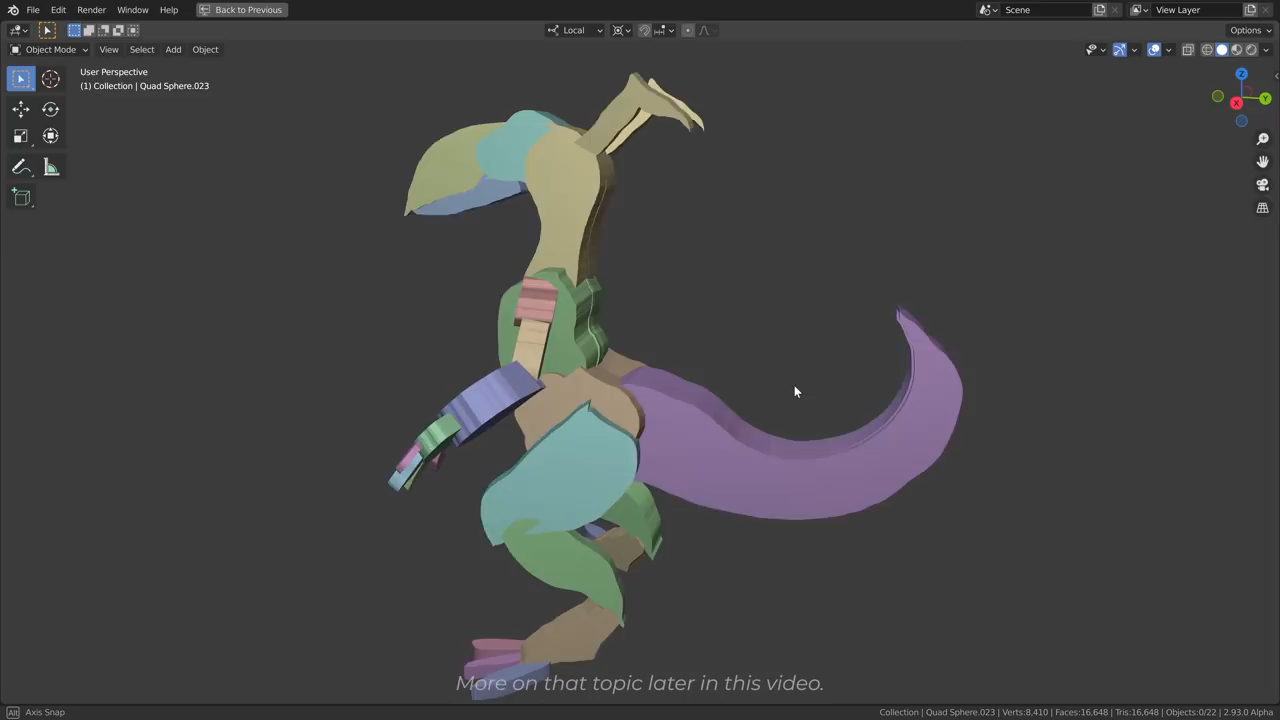 File Edit Render Window Help Back to Previous Scene View Layer
Local Options
Object Mode View Select Add Object
User Perspective
(1) Collection | Quad Sphere.023
Z
X
Y
More on that topic later in this video.
Alt Axis Snap Collection | Quad Sphere.023 | Verts:8,410 | Faces:16,648 | Tris:16,648 | Objects:0/22 | 2.93.0 Alpha